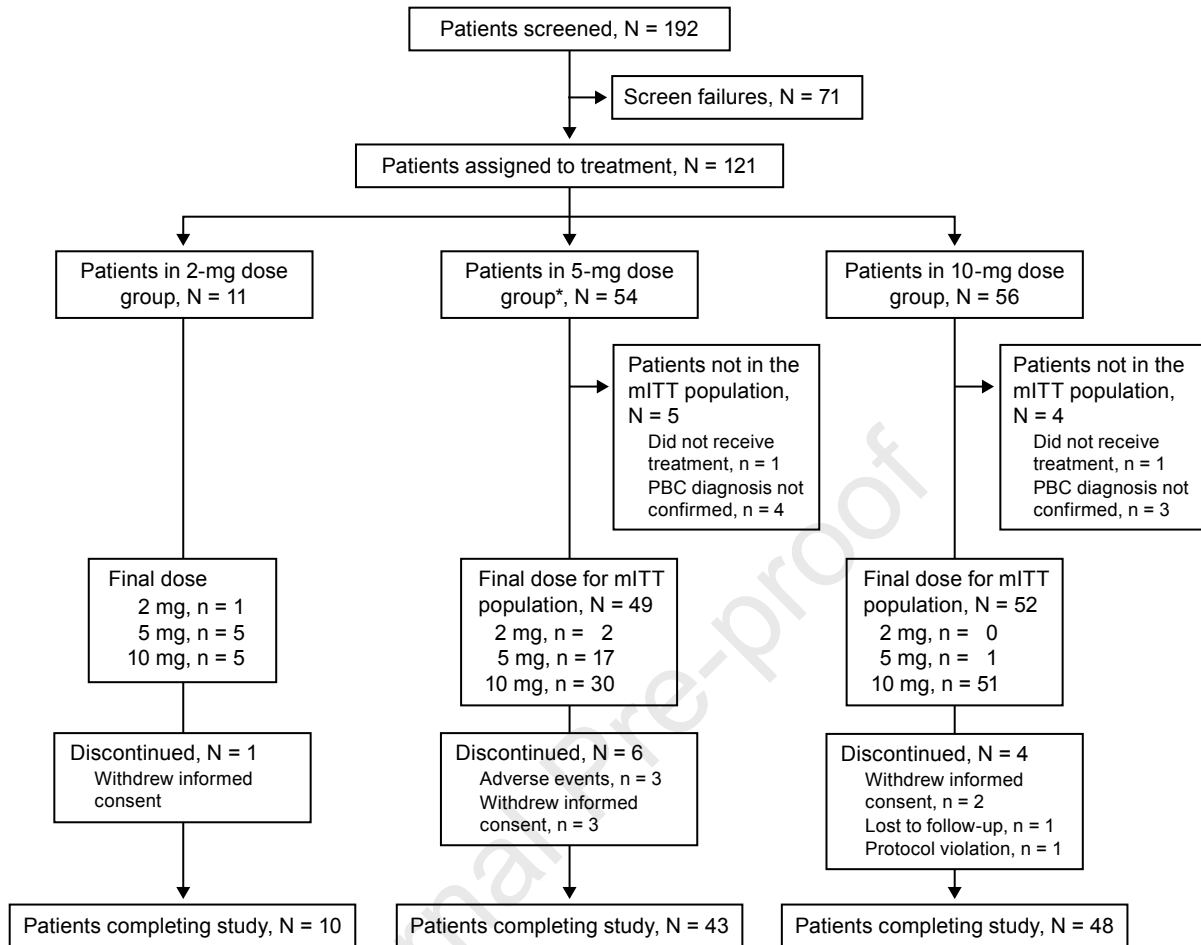 Patients screened, N = 192
Screen failures, N = 71
Patients assigned to treatment, N = 121
Patients in 2-mg dose
group, N = 11
Patients in 5-mg dose
group*, N = 54
Patients in 10-mg dose
group, N = 56
Patients not in the
mITT population,
N = 5
Did not receive
treatment, n = 1
PBC diagnosis not
confirmed, n = 4
Patients not in the
mITT population,
N = 4
Did not receive
treatment, n = 1
PBC diagnosis not
confirmed, n = 3
Final dose
2 mg, n = 1
5 mg, n = 5
10 mg, n = 5
Final dose for mITT
population, N = 49
2 mg, n = 2
5 mg, n = 17
10 mg, n = 30
Final dose for mITT
population, N = 52
2 mg, n = 0
5 mg, n = 1
10 mg, n = 51
Discontinued, N = 1
Withdrew informed
consent
Discontinued, N = 6
Adverse events, n = 3
Withdrew informed
consent, n = 3
Discontinued, N = 4
Withdrew informed
consent, n = 2
Lost to follow-up, n = 1
Protocol violation, n = 1
Patients completing study, N = 10
Patients completing study, N = 43
Patients completing study, N = 48
rnal Pre-proof